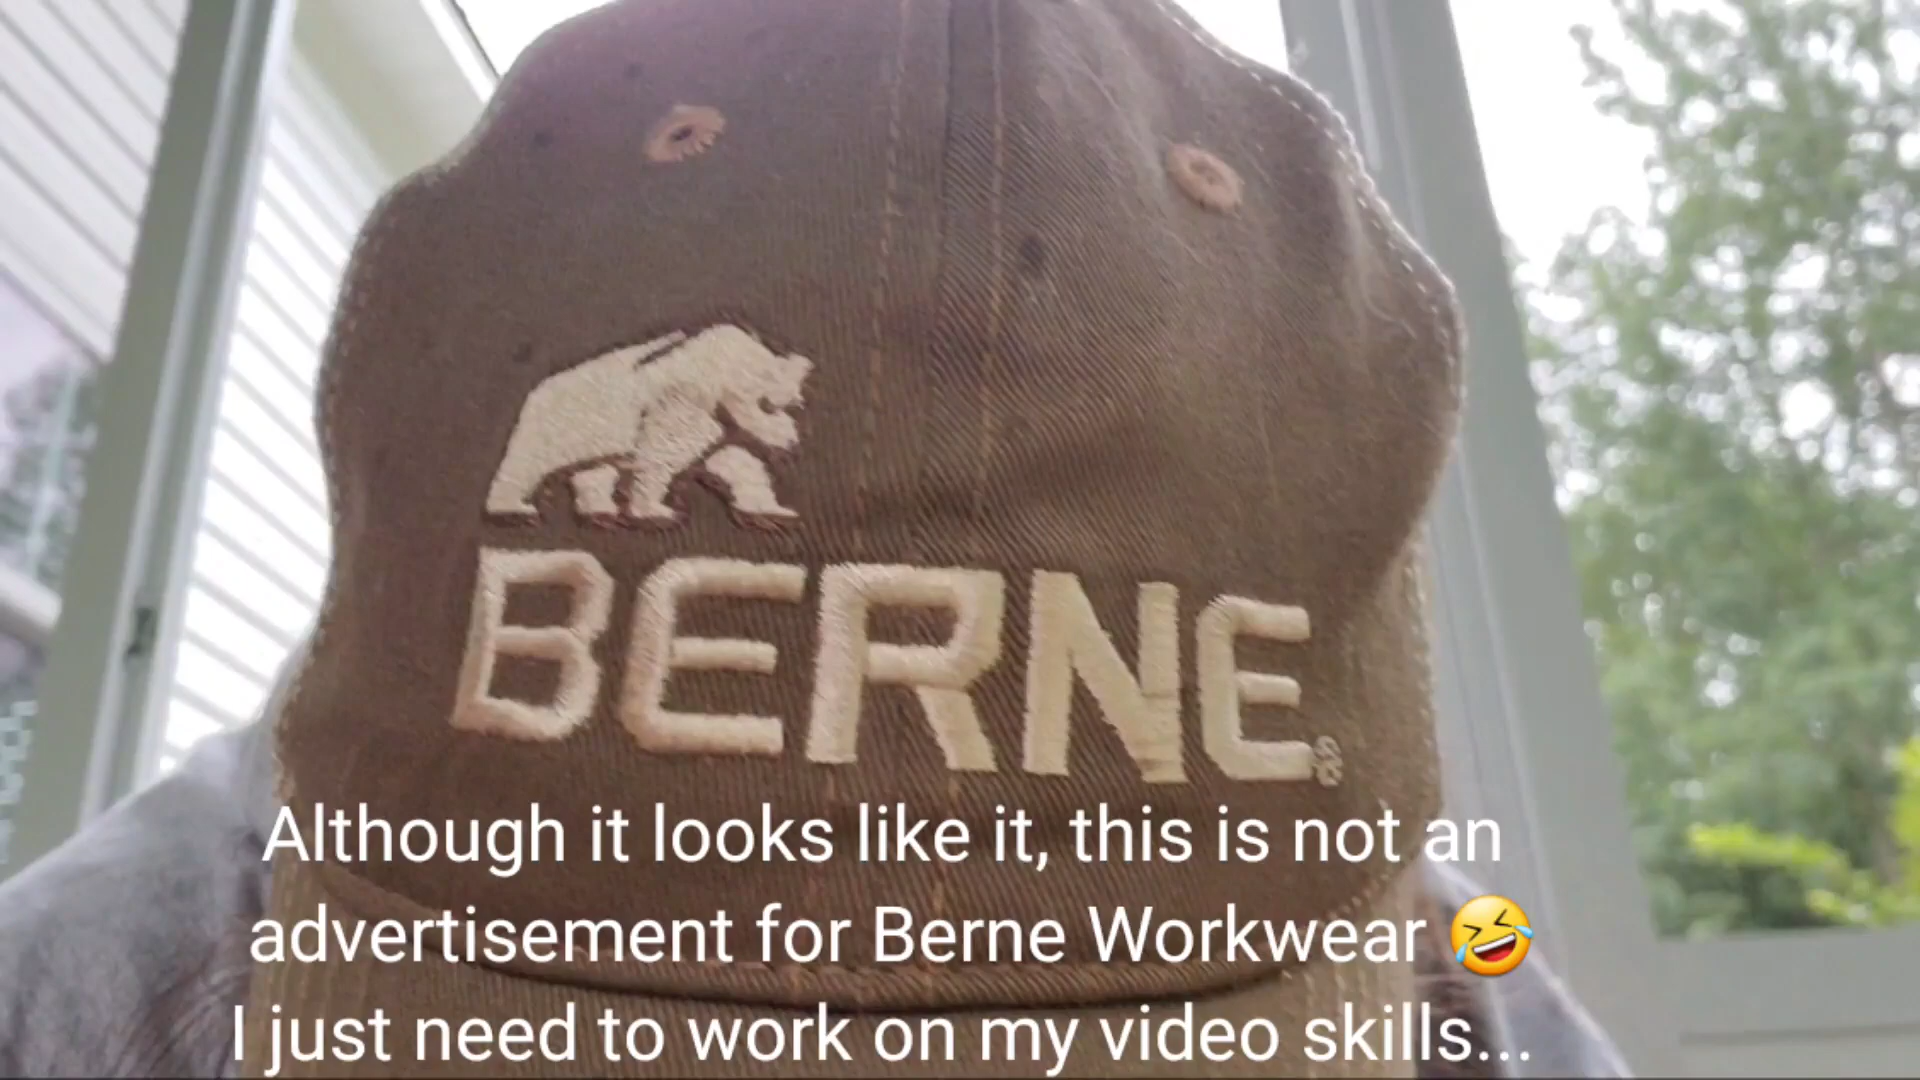 BERNE®
Although it looks like it, this is not an
advertisement for Berne Workwear 🤣
I just need to work on my video skills...